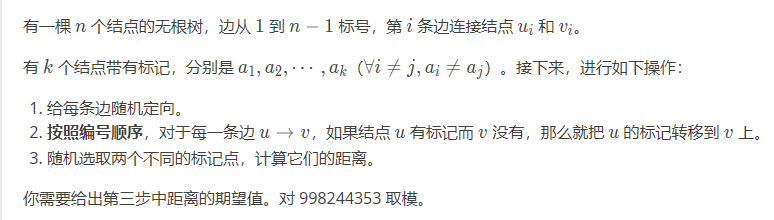 有一棵 n 个结点的无根树，边从 1 到 n − 1 标号，第 i 条边连接结点 u_i 和 v_i。
有 k 个结点带有标记，分别是 a_1, a_2, ⋯ , a_k（∀i ≠ j, a_i ≠ a_j）。接下来，进行如下操作：
1. 给每条边随机定向。
2. 按照编号顺序，对于每一条边 u → v，如果结点 u 有标记而 v 没有，那么就把 u 的标记转移到 v 上。
3. 随机选取两个不同的标记点，计算它们的距离。
你需要给出第三步中距离的期望值。对 998244353 取模。